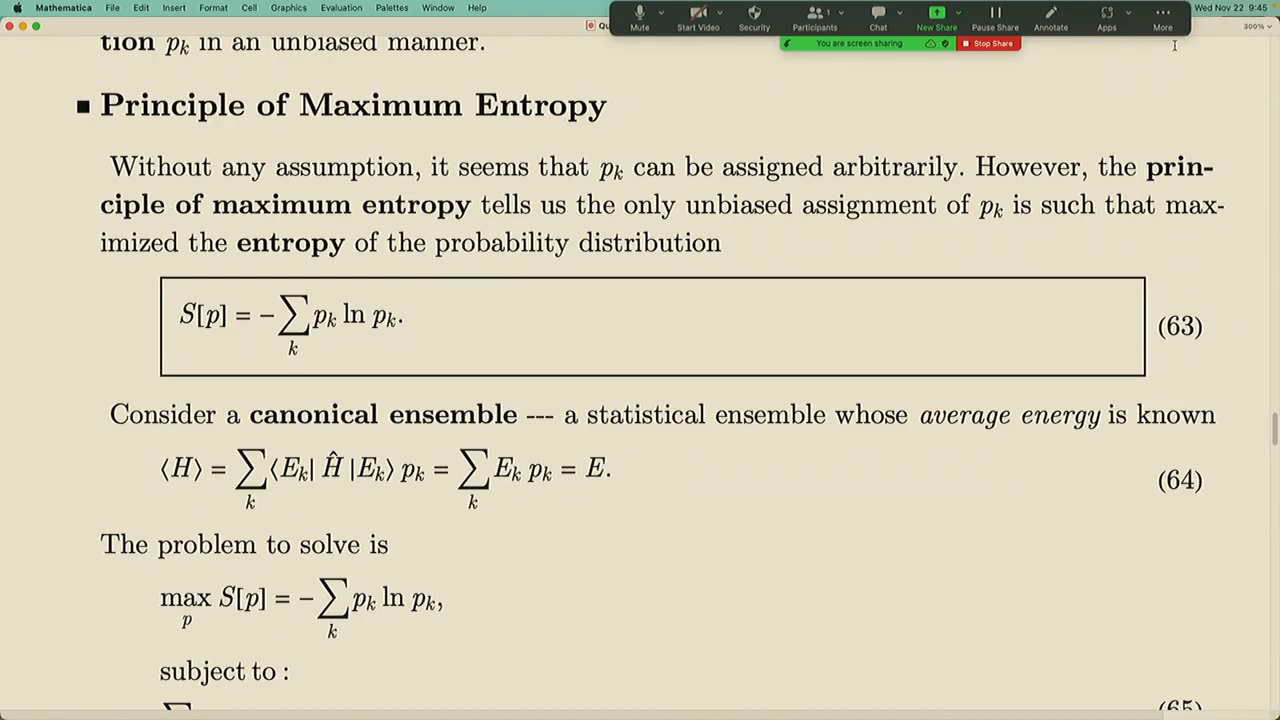 Mathematica File Edit Insert Format Cell Graphics Evaluation Palettes Window Help Wed Nov 22 9:45
Mute Start Video Security 1 Participants Chat New Share Pause Share Annotate Apps More
Qu 300%
You are screen sharing Stop Share
tion pₖ in an unbiased manner.
■ Principle of Maximum Entropy
Without any assumption, it seems that pₖ can be assigned arbitrarily. However, the prin-
ciple of maximum entropy tells us the only unbiased assignment of pₖ is such that max-
imized the entropy of the probability distribution
S[p] = -∑ₖ pₖ ln pₖ. (63)
Consider a canonical ensemble --- a statistical ensemble whose average energy is known
⟨H⟩ = ∑ₖ ⟨Eₖ| Ĥ |Eₖ⟩ pₖ = ∑ₖ Eₖ pₖ = E. (64)
The problem to solve is
max_p S[p] = -∑ₖ pₖ ln pₖ,
subject to :
(65)